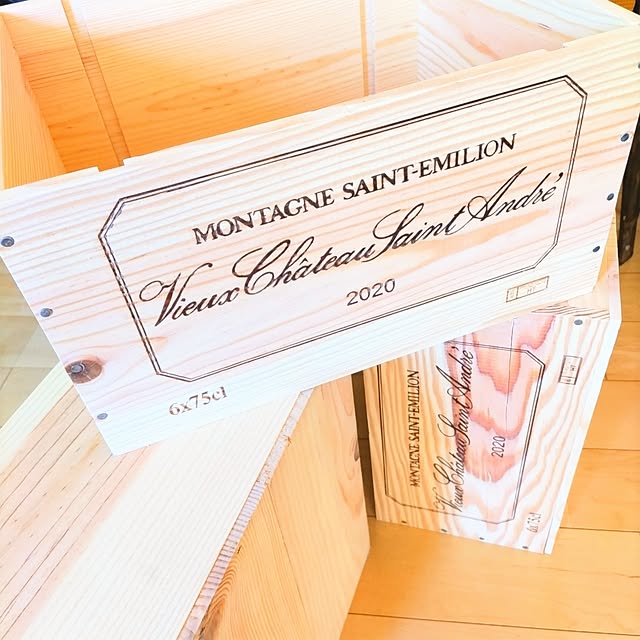 MONTAGNE SAINT-EMILION
Vieux Château Saint André
2020
6x75cl
MONTAGNE SAINT-EMILION
Vieux Château Saint André
2020